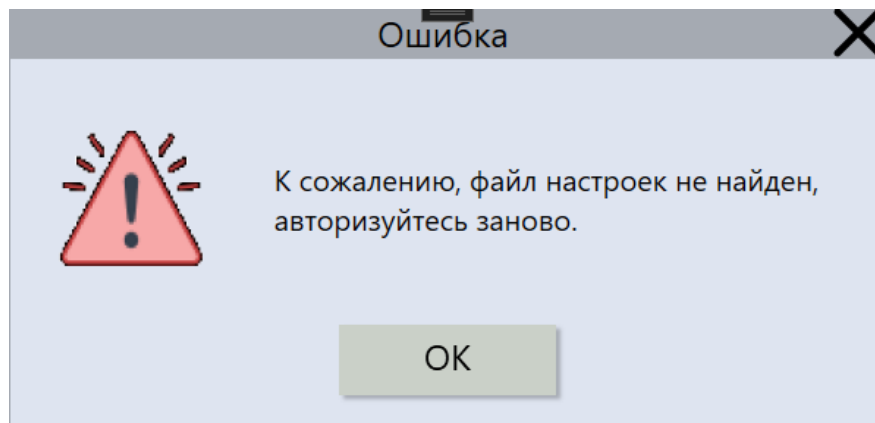 Ошибка
К сожалению, файл настроек не найден,
авторизуйтесь заново.
OK